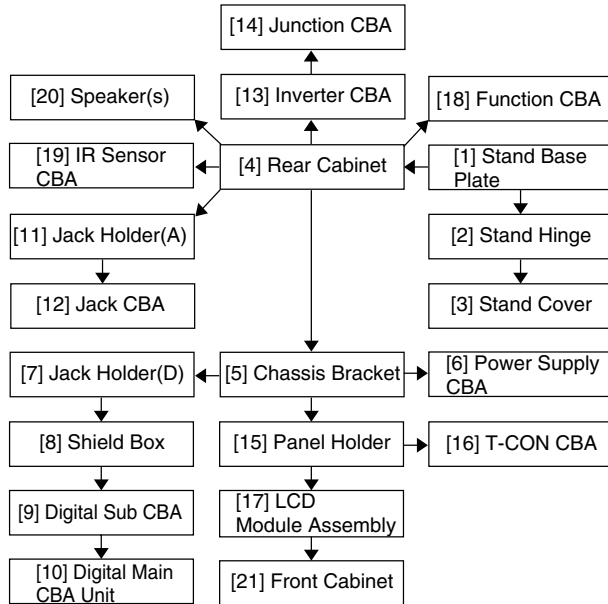 [14] Junction CBA
[20] Speaker(s)
[13] Inverter CBA
[18] Function CBA
[19] IR Sensor
CBA
[4] Rear Cabinet
[1] Stand Base
Plate
[11] Jack Holder(A)
[2] Stand Hinge
[12] Jack CBA
[3] Stand Cover
[7] Jack Holder(D)
[5] Chassis Bracket
[6] Power Supply
CBA
[8] Shield Box
[15] Panel Holder
[16] T-CON CBA
[9] Digital Sub CBA
[17] LCD
Module Assembly
[10] Digital Main
CBA Unit
[21] Front Cabinet